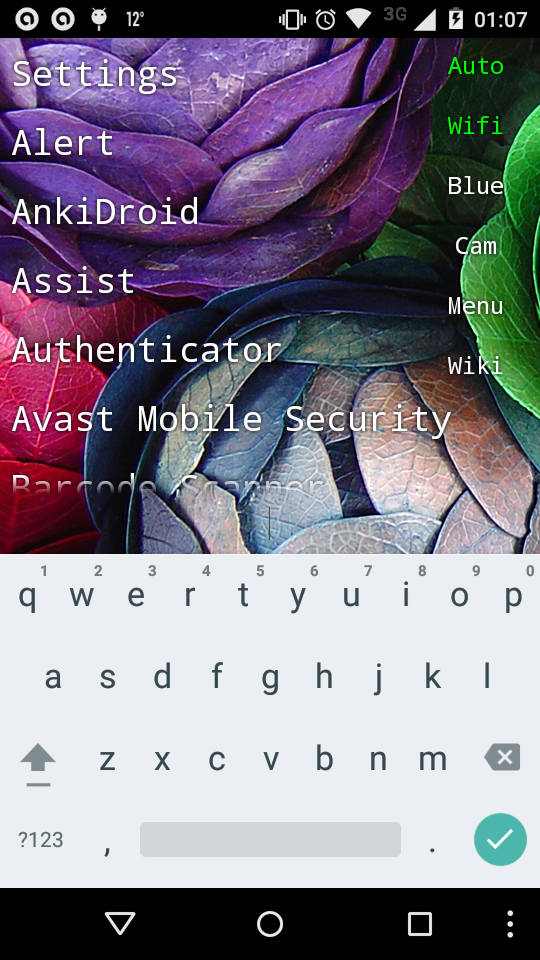 12°
3G
01:07
Settings
Alert
AnkiDroid
Assist
Authenticator
Avast Mobile Security
Barcode Scanner
Auto
Wifi
Blue
Cam
Menu
Wiki
1 2 3 4 5 6 7 8 9 0
q w e r t y u i o p
a s d f g h j k l
z x c v b n m
?123 , .